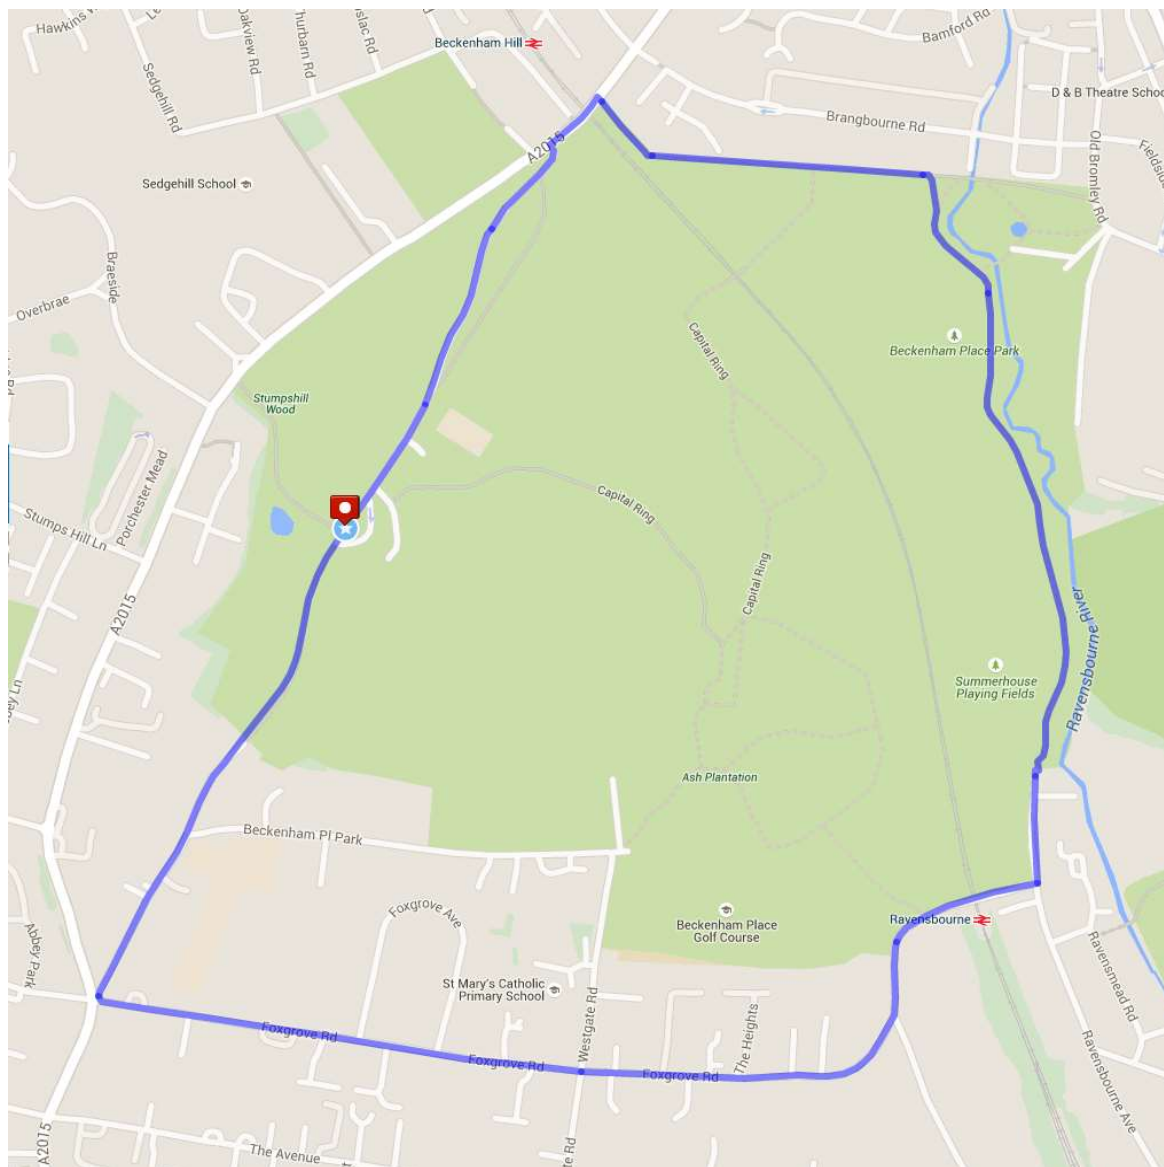 Hawkins
Oakview Rd
Thurbarn Rd
Beckenham Hill
Bamford Rd
Sedgehill Rd
D & B Theatre Schoo
Brangbourne Rd
A2015
Old Bromley Rd
Fieldside
Sedgehill School
Braeside
Overbrae
Capital Ring
Beckenham Place Park
Stumpshill
Wood
Porchester Mead
Capital Ring
Stumps Hill Ln
Capital Ring
A2015
Ravensbourne River
Summerhouse
Playing Fields
Ash Plantation
Beckenham Pl Park
Foxgrove Ave
Ravensbourne
Beckenham Place
Golf Course
Abbey Park
St Mary's Catholic
Primary School
Westgate Rd
The Heights
Ravensmead Rd
Foxgrove Rd
Foxgrove Rd
Foxgrove Rd
Ravensbourne Ave
A2015
The Avenue